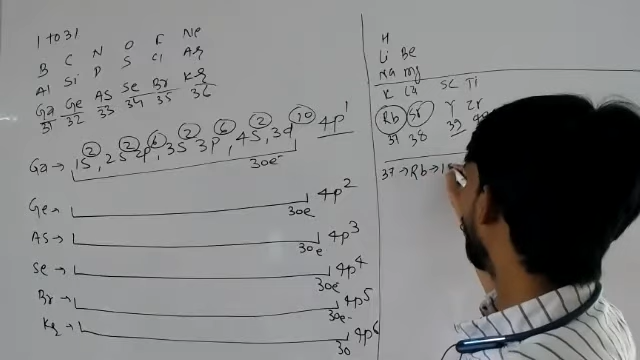 1 to 31
B C N O F Ne
Al Si P S Cl Ar
Ga Ge As Se Br Kr
31 32 33 34 35 36
Ga → 1s2, 2s2 2p6, 3s2 3p6, 4s2, 3d10 4p1
30e-
Ge → 4p2
30e
As → 4p3
30e
Se → 4p4
30e
Br → 4p5
30e-
Kr → 4p6
30
H
Li Be
Na Mg
K Ca Sc Ti
Rb Sr Y Zr
37 38 39
37 → Rb → 1s